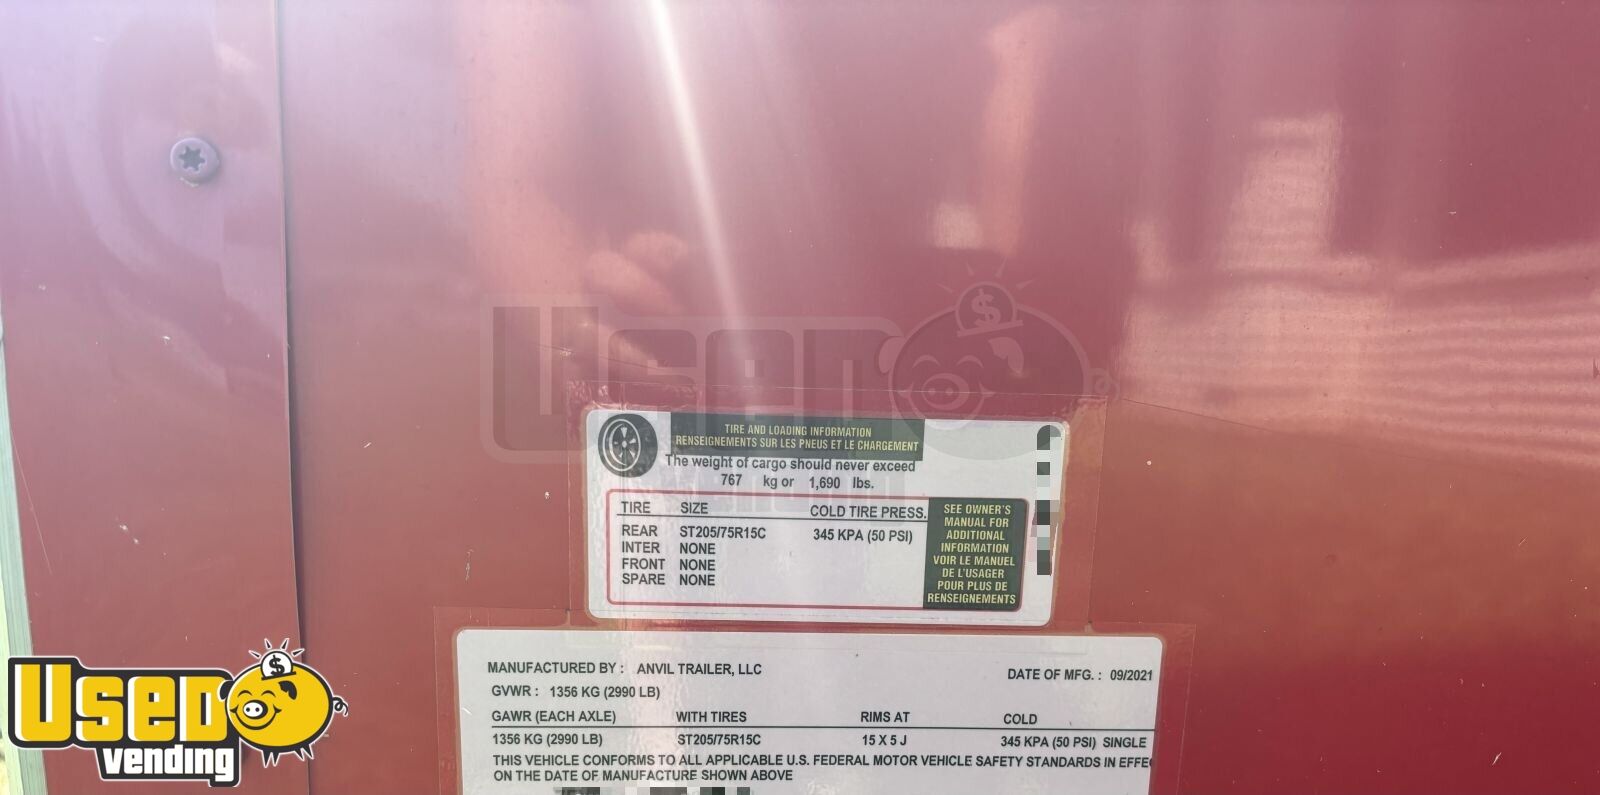 TIRE AND LOADING INFORMATION
RENSEIGNEMENTS SUR LES PNEUS ET LE CHARGEMENT
The weight of cargo should never exceed
767 kg or 1,690 lbs.
TIRE SIZE COLD TIRE PRESS.
REAR ST205/75R15C 345 KPA (50 PSI)
INTER NONE
FRONT NONE
SPARE NONE
SEE OWNER'S
MANUAL FOR
ADDITIONAL
INFORMATION
VOIR LE MANUEL
DE L'USAGER
POUR PLUS DE
RENSEIGNEMENTS
MANUFACTURED BY : ANVIL TRAILER, LLC DATE OF MFG. : 09/2021
GVWR : 1356 KG (2990 LB)
GAWR (EACH AXLE) WITH TIRES RIMS AT COLD
1356 KG (2990 LB) ST205/75R15C 15 X 5 J 345 KPA (50 PSI) SINGLE
THIS VEHICLE CONFORMS TO ALL APPLICABLE U.S. FEDERAL MOTOR VEHICLE SAFETY STANDARDS IN EFFE
ON THE DATE OF MANUFACTURE SHOWN ABOVE
Used
vending
$
Used
$